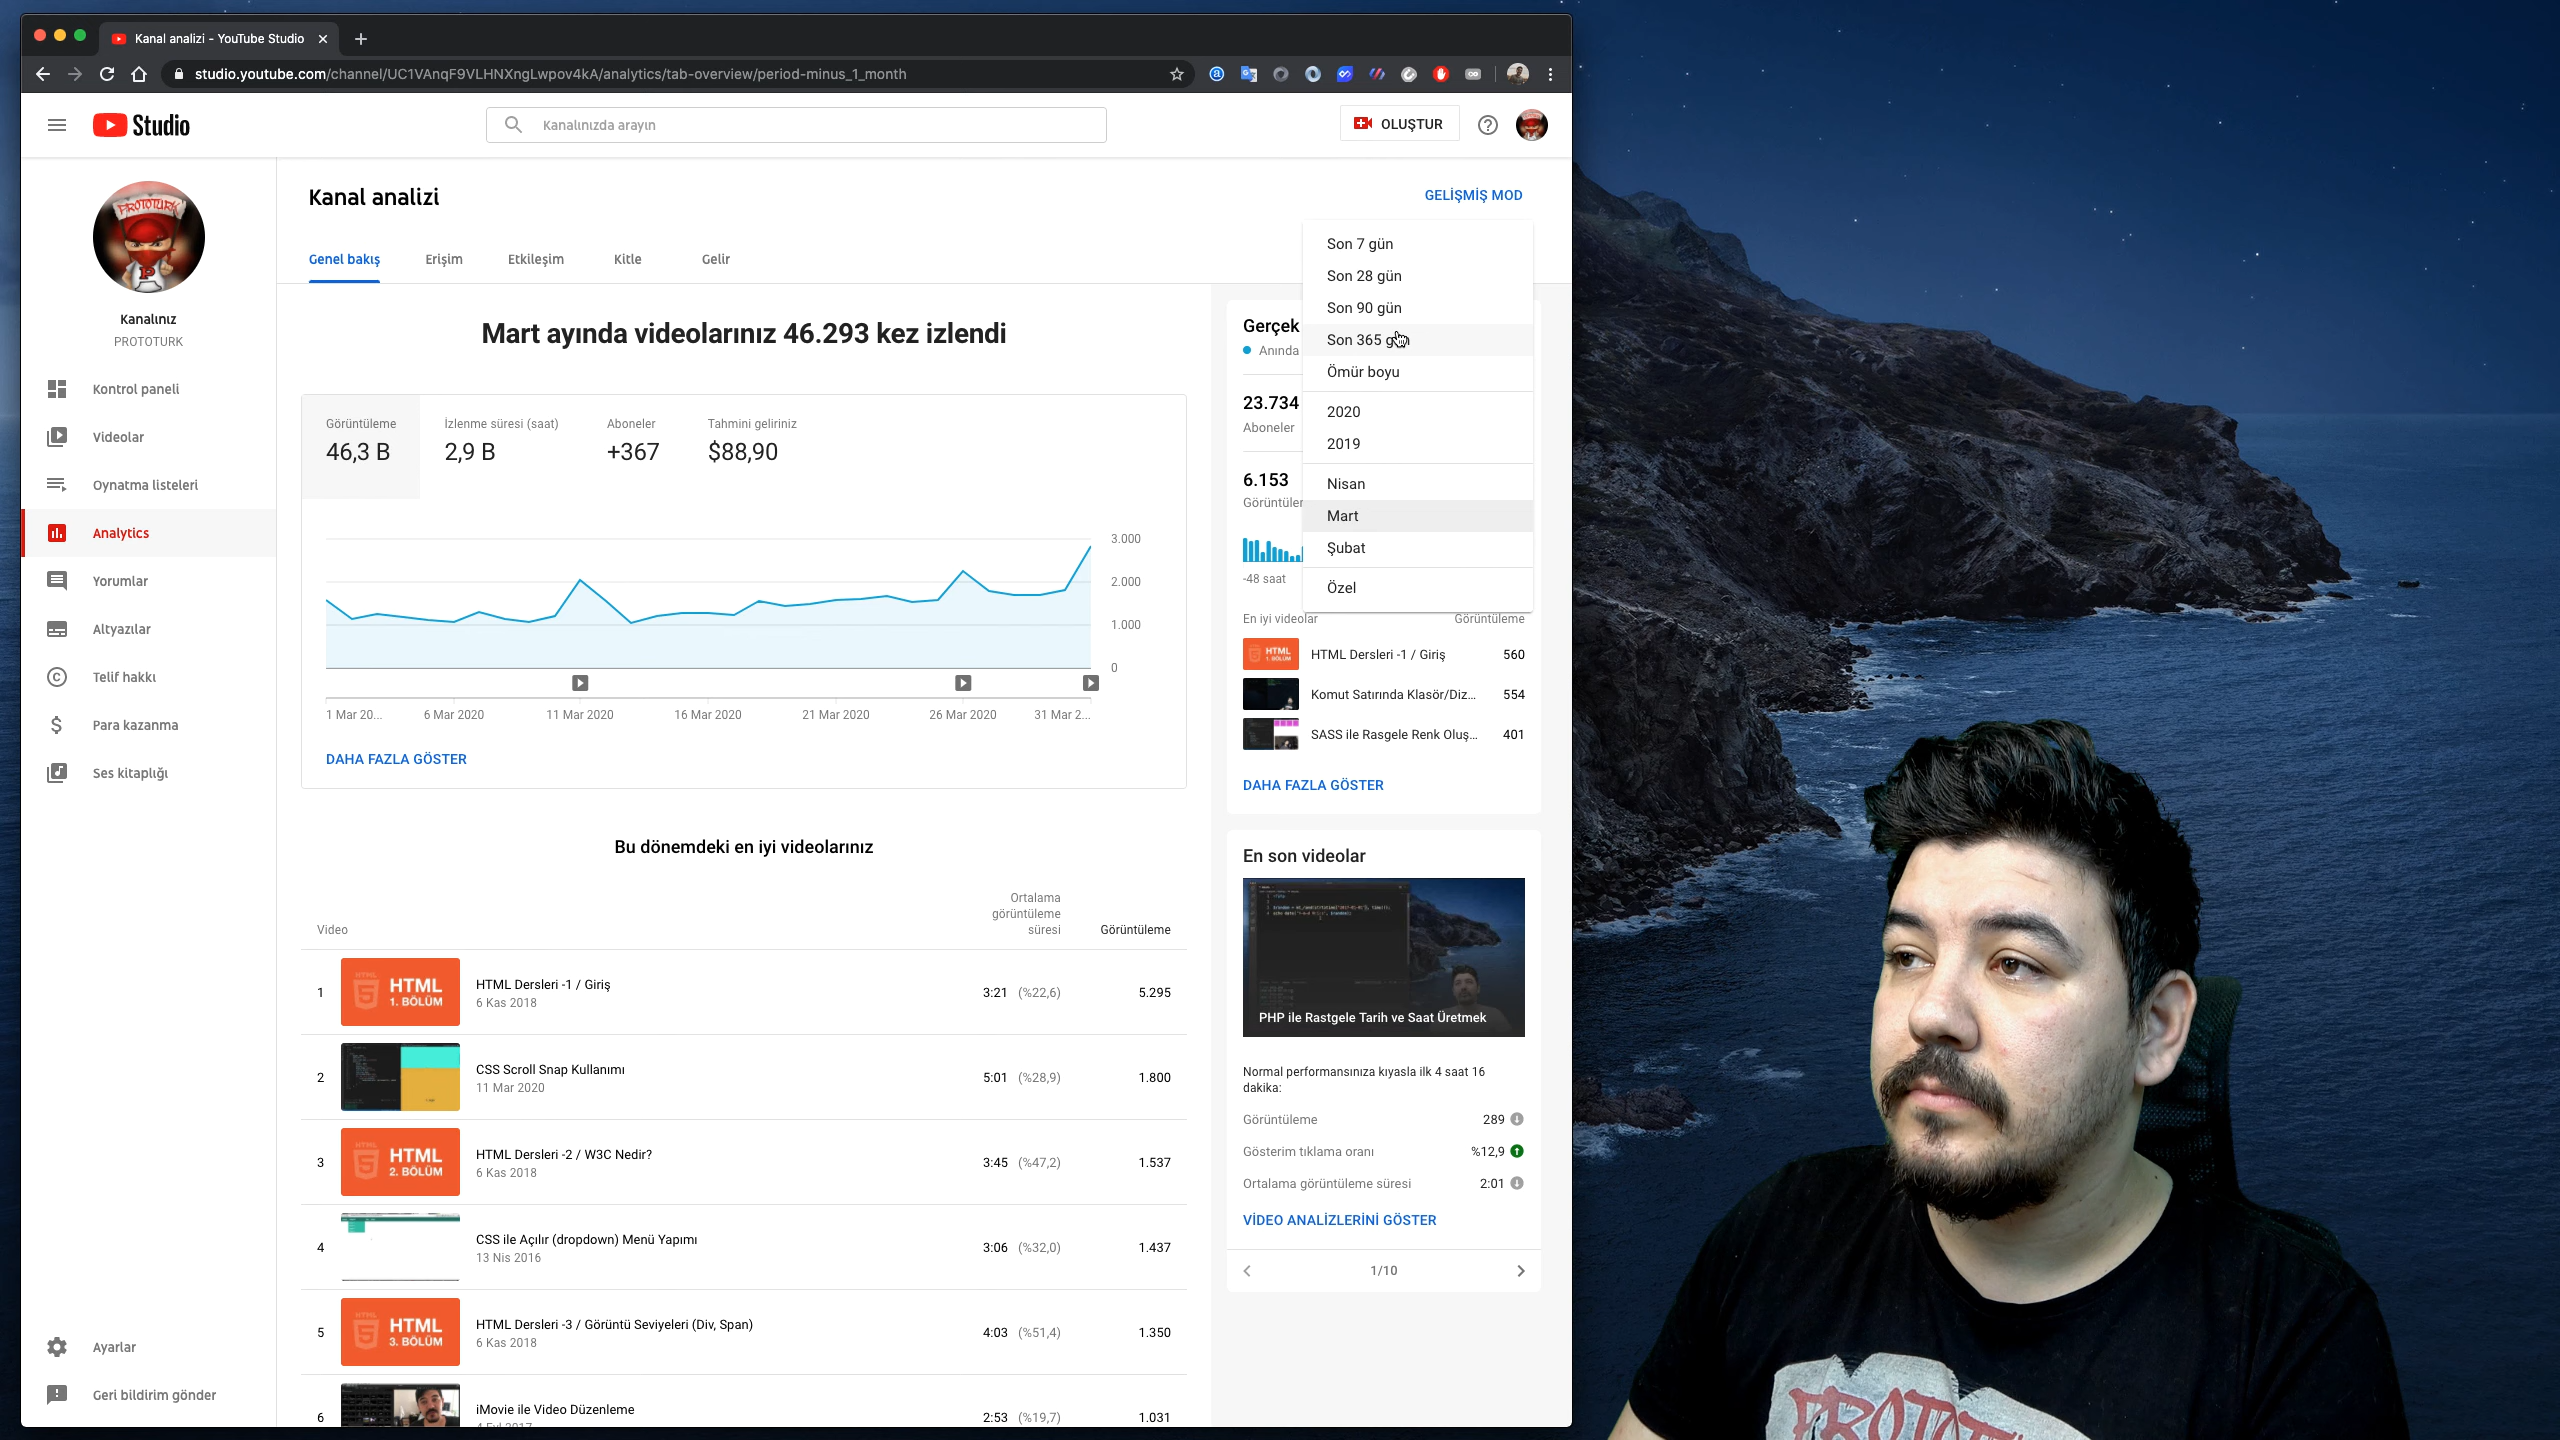 Kanal analizi - YouTube Studio
studio.youtube.com/channel/UC1VAnqF9VLHNXngLwpov4kA/analytics/tab-overview/period-minus_1_month
Studio
Kanalınızda arayın
OLUŞTUR
PROTOTURK
Kanalınız
PROTOTURK
Kontrol paneli
Videolar
Oynatma listeleri
Analytics
Yorumlar
Altyazılar
Telif hakkı
Para kazanma
Ses kitaplığı
Ayarlar
Geri bildirim gönder
Kanal analizi
GELİŞMİŞ MOD
Genel bakış
Erişim
Etkileşim
Kitle
Gelir
Mart ayında videolarınız 46.293 kez izlendi
Görüntüleme
46,3 B
İzlenme süresi (saat)
2,9 B
Aboneler
+367
Tahmini geliriniz
$88,90
3.000
2.000
1.000
0
1 Mar 20...
6 Mar 2020
11 Mar 2020
16 Mar 2020
21 Mar 2020
26 Mar 2020
31 Mar 2...
DAHA FAZLA GÖSTER
Bu dönemdeki en iyi videolarınız
Video
Ortalama
görüntüleme
süresi
Görüntüleme
1
HTML
1. BÖLÜM
HTML Dersleri -1 / Giriş
6 Kas 2018
3:21 (%22,6)
5.295
2
CSS Scroll Snap Kullanımı
11 Mar 2020
5:01 (%28,9)
1.800
3
HTML
2. BÖLÜM
HTML Dersleri -2 / W3C Nedir?
6 Kas 2018
3:45 (%47,2)
1.537
4
CSS ile Açılır (dropdown) Menü Yapımı
13 Nis 2016
3:06 (%32,0)
1.437
5
HTML
3. BÖLÜM
HTML Dersleri -3 / Görüntü Seviyeleri (Div, Span)
6 Kas 2018
4:03 (%51,4)
1.350
6
iMovie ile Video Düzenleme
4 Eyl 2017
2:53 (%19,7)
1.031
Son 7 gün
Son 28 gün
Son 90 gün
Son 365 gün
Ömür boyu
2020
2019
Nisan
Mart
Şubat
Özel
Gerçek
Anında
23.734
Aboneler
6.153
Görüntüler
-48 saat
En iyi videolar
Görüntüleme
HTML
1. BÖLÜM
HTML Dersleri -1 / Giriş
560
Komut Satırında Klasör/Diz...
554
SASS ile Rasgele Renk Oluş...
401
DAHA FAZLA GÖSTER
En son videolar
PHP ile Rastgele Tarih ve Saat Üretmek
Normal performansınıza kıyasla ilk 4 saat 16
dakika:
Görüntüleme
289
Gösterim tıklama oranı
%12,9
Ortalama görüntüleme süresi
2:01
VİDEO ANALİZLERİNİ GÖSTER
1/10